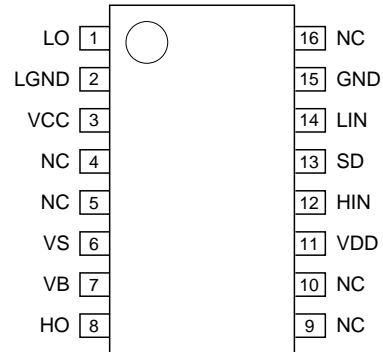 LO 1 16 NC
LGND 2 15 GND
VCC 3 14 LIN
NC 4 13 SD
NC 5 12 HIN
VS 6 11 VDD
VB 7 10 NC
HO 8 9 NC